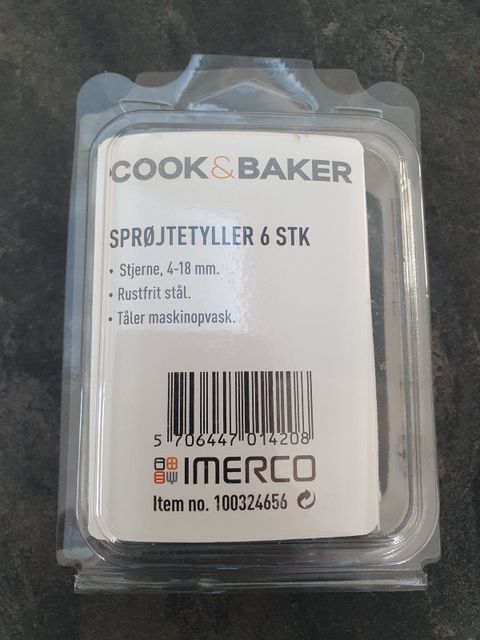 COOK&BAKER
SPRØJTETYLLER 6 STK
• Stjerne, 4-18 mm.
• Rustfrit stål.
• Tåler maskinopvask.
5 706447 014208
IMERCO
Item no. 100324656